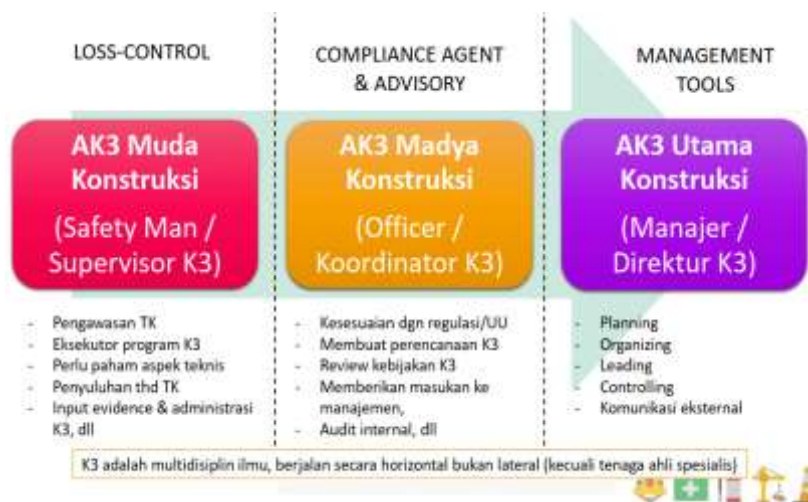 LOSS-CONTROL
COMPLIANCE AGENT
& ADVISORY
MANAGEMENT
TOOLS
AK3 Muda
Konstruksi
(Safety Man /
Supervisor K3)
AK3 Madya
Konstruksi
(Officer /
Koordinator K3)
AK3 Utama
Konstruksi
(Manajer /
Direktur K3)
- Pengawasan TK
- Eksekutor program K3
- Perlu paham aspek teknis
- Penyuluhan thd TK
- Input evidence & administrasi
K3, dll
- Kesesuaian dgn regulasi/UU
- Membuat perencanaan K3
- Review kebijakan K3
- Memberikan masukan ke
manajemen,
- Audit internal, dll
- Planning
- Organizing
- Leading
- Controlling
- Komunikasi eksternal
K3 adalah multidisiplin ilmu, berjalan secara horizontal bukan lateral (kecuali tenaga ahli spesialis)